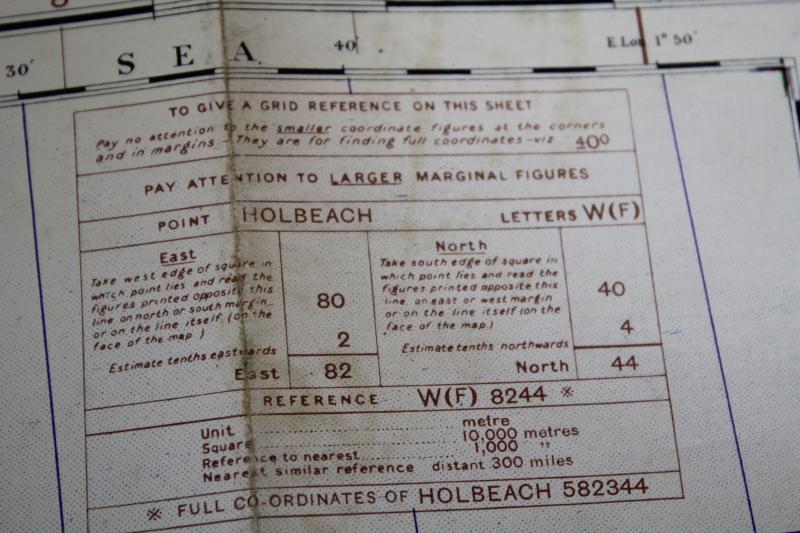 30'
SEA
40'
E Lon 1° 50'
TO GIVE A GRID REFERENCE ON THIS SHEET
Pay no attention to the smaller coordinate figures at the corners
and in margins:- They are for finding full coordinates -viz 400
PAY ATTENTION TO LARGER MARGINAL FIGURES
POINT HOLBEACH LETTERS W(F)
East
Take west edge of square in
which point lies and read the
figures printed opposite this
line on north or south margin
or on the line itself (on the
face of the map.)
80
Estimate tenths eastwards
2
East 82
North
Take south edge of square in
which point lies and read the
figures printed opposite this
line on east or west margin
or on the line itself (on the
face of the map.)
40
Estimate tenths northwards
4
North 44
REFERENCE W(F) 8244 *
Unit metre
Square 10,000 metres
Reference to nearest 1,000 "
Nearest similar reference distant 300 miles
* FULL CO-ORDINATES OF HOLBEACH 582344